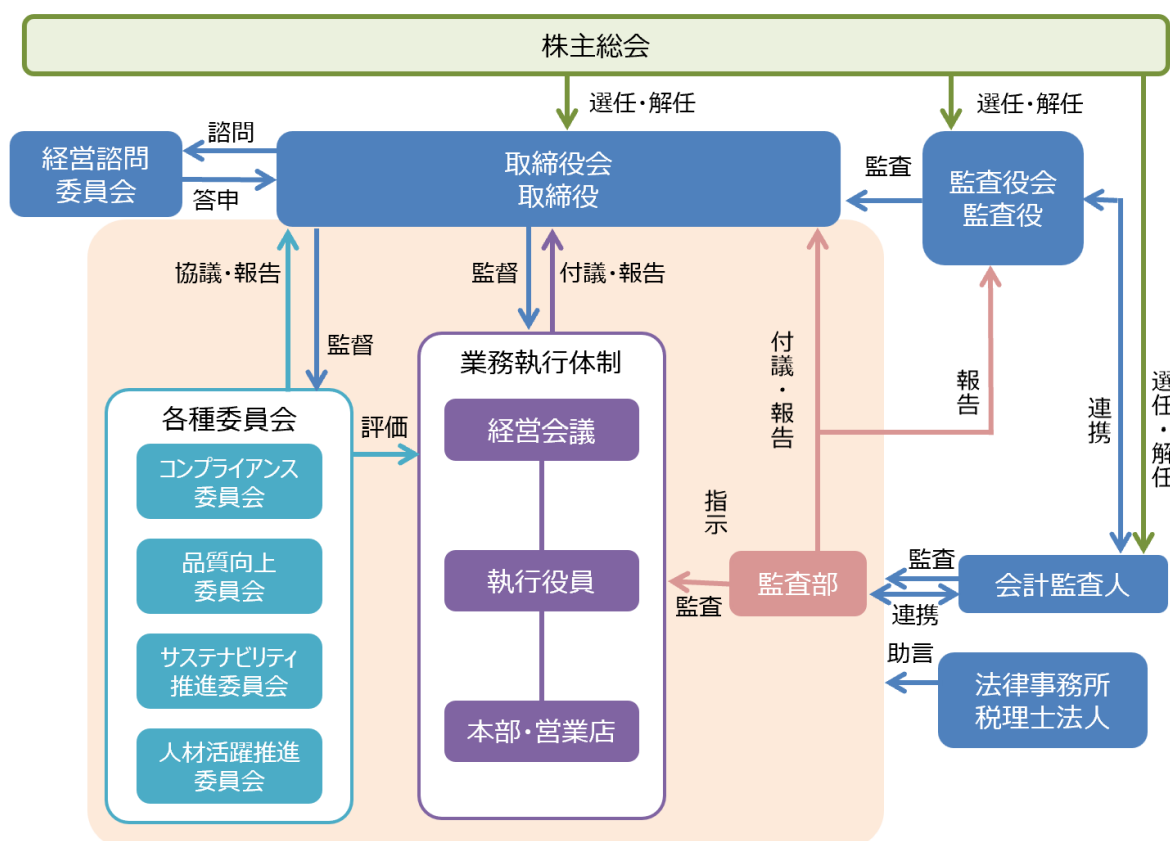 株主総会
選任・解任
選任・解任
諮問
経営諮問
委員会
答申
取締役会
取締役
監査
監査役会
監査役
協議・報告
監督
付議・報告
監督
業務執行体制
付議・報告
報告
連携
選任・解任
各種委員会
評価
経営会議
コンプライアンス
委員会
指示
品質向上
委員会
執行役員
監査
監査部
監査
連携
会計監査人
助言
サステナビリティ
推進委員会
法律事務所
税理士法人
本部・営業店
人材活躍推進
委員会